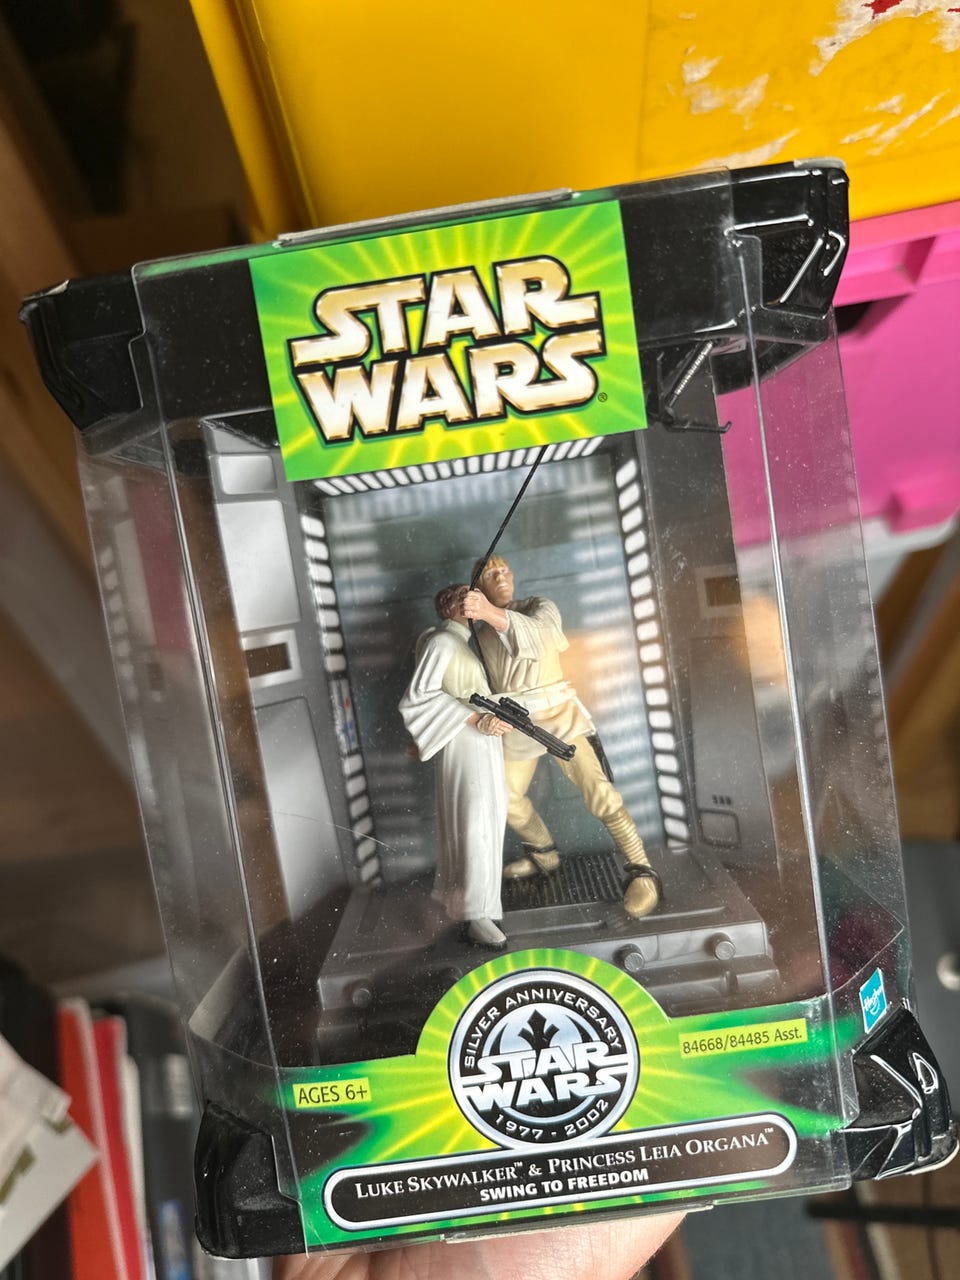 STAR
WARS®
SILVER ANNIVERSARY
STAR
WARS
1977 - 2002
84668/84485 Asst.
Hasbro
AGES 6+
LUKE SKYWALKER™ & PRINCESS LEIA ORGANA™
SWING TO FREEDOM